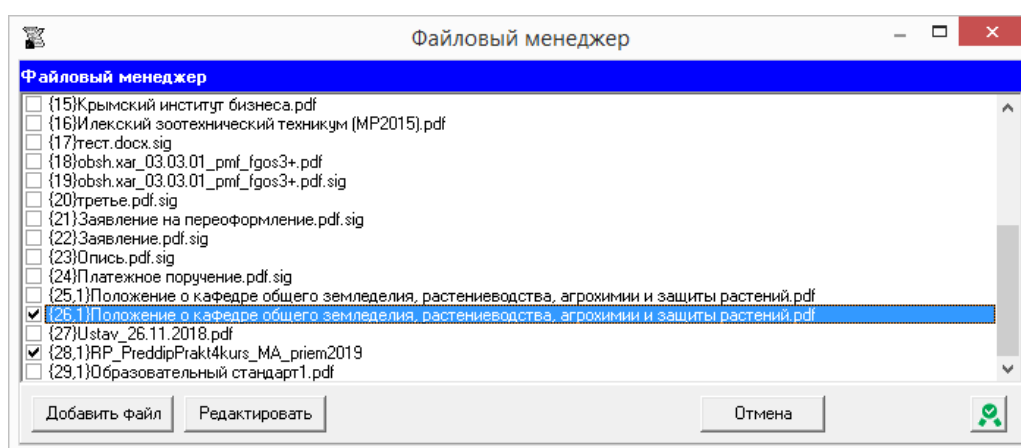 Файловый менеджер
Файловый менеджер
{15}Крымский институт бизнеса.pdf
{16}Илекский зоотехнический техникум (МР2015).pdf
{17}тест.docx.sig
{18}obsh.xar_03.03.01_pmf_fgos3+.pdf
{19}obsh.xar_03.03.01_pmf_fgos3+.pdf.sig
{20}третье.pdf.sig
{21}Заявление на переоформление.pdf.sig
{22}Заявление.pdf.sig
{23}Опись.pdf.sig
{24}Платежное поручение.pdf.sig
{25,1}Положение о кафедре общего земледелия, растениеводства, агрохимии и защиты растений.pdf
{26,1}Положение о кафедре общего земледелия, растениеводства, агрохимии и защиты растений.pdf
{27}Ustav_26.11.2018.pdf
{28,1}RP_PreddipPrakt4kurs_MA_priem2019
{29,1}Образовательный стандарт1.pdf
Добавить файл Редактировать Отмена